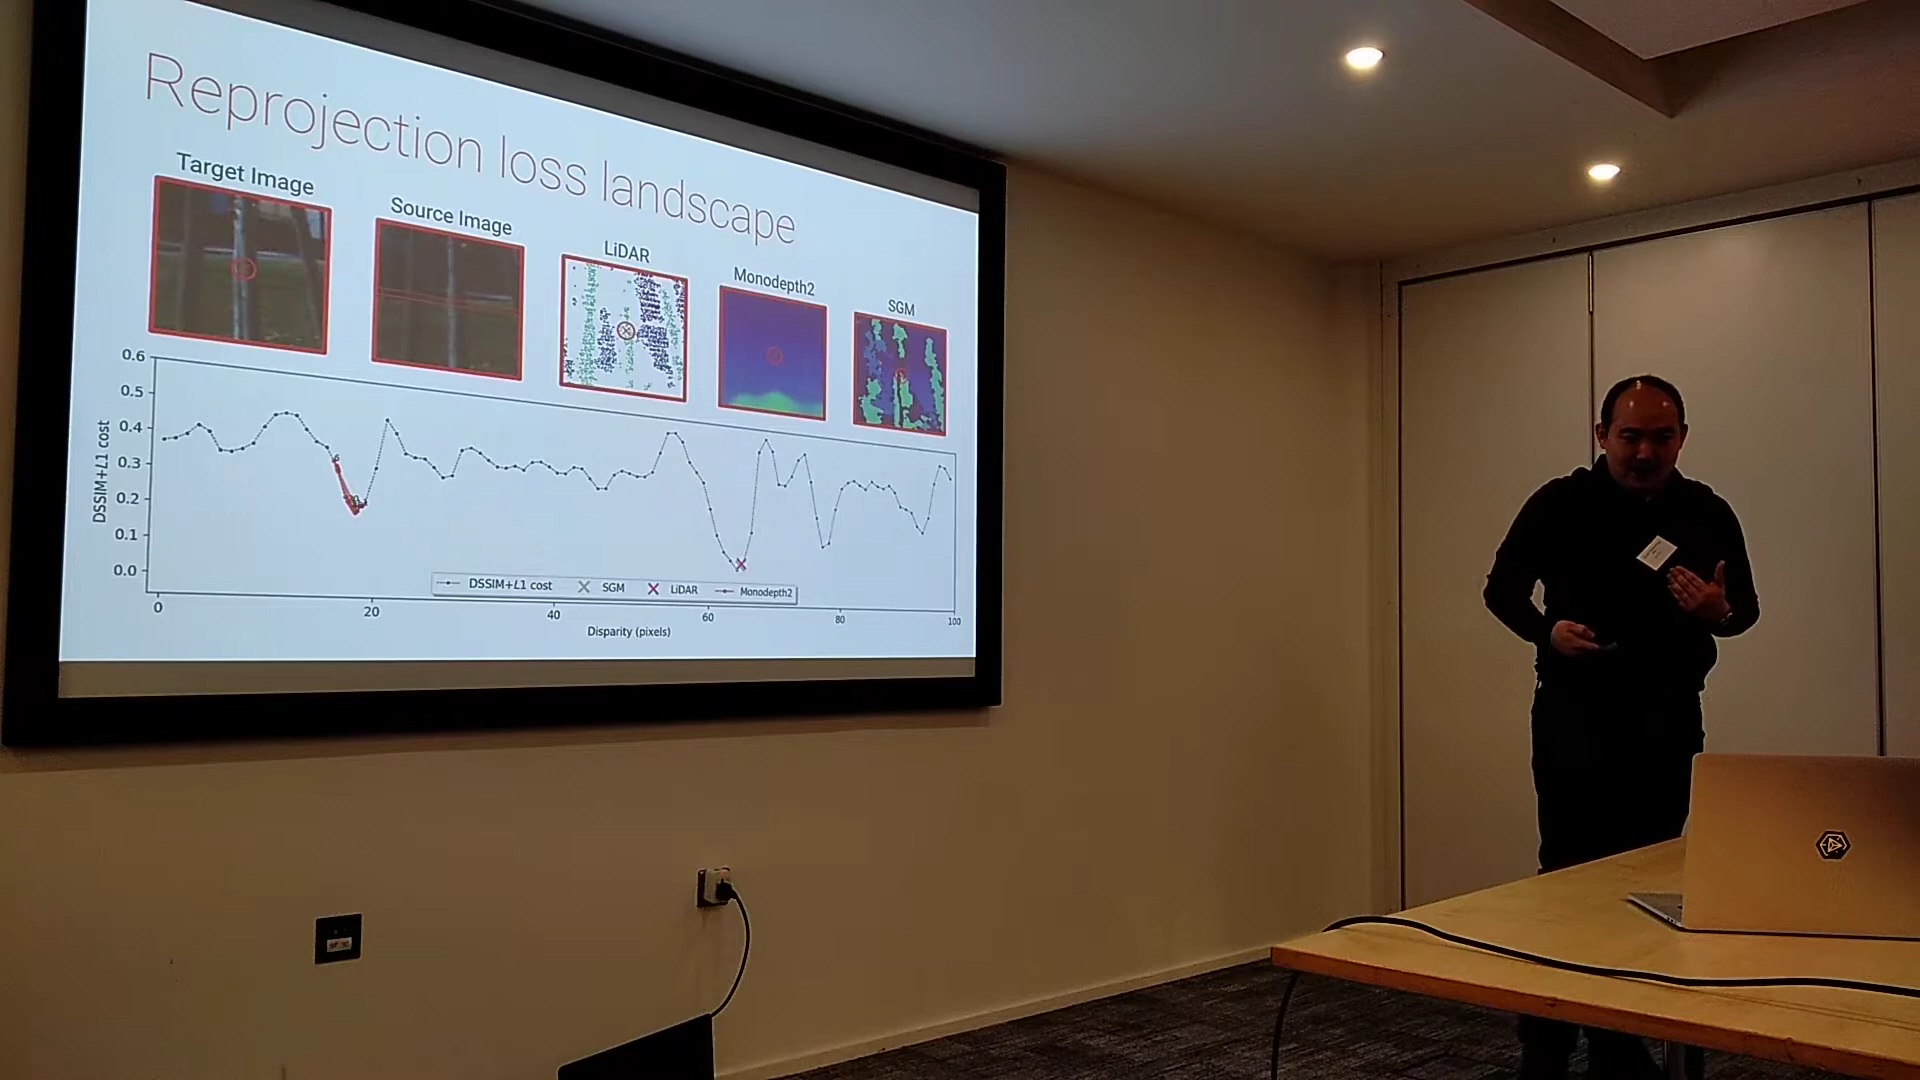 Reprojection loss landscape
Target Image
Source Image
LiDAR
Monodepth2
SGM
0.6
0.5
0.4
0.3
0.2
0.1
0.0
DSSIM+L1 cost
DSSIM+L1 cost SGM LiDAR Monodepth2
0 20 40 60 80 100
Disparity (pixels)